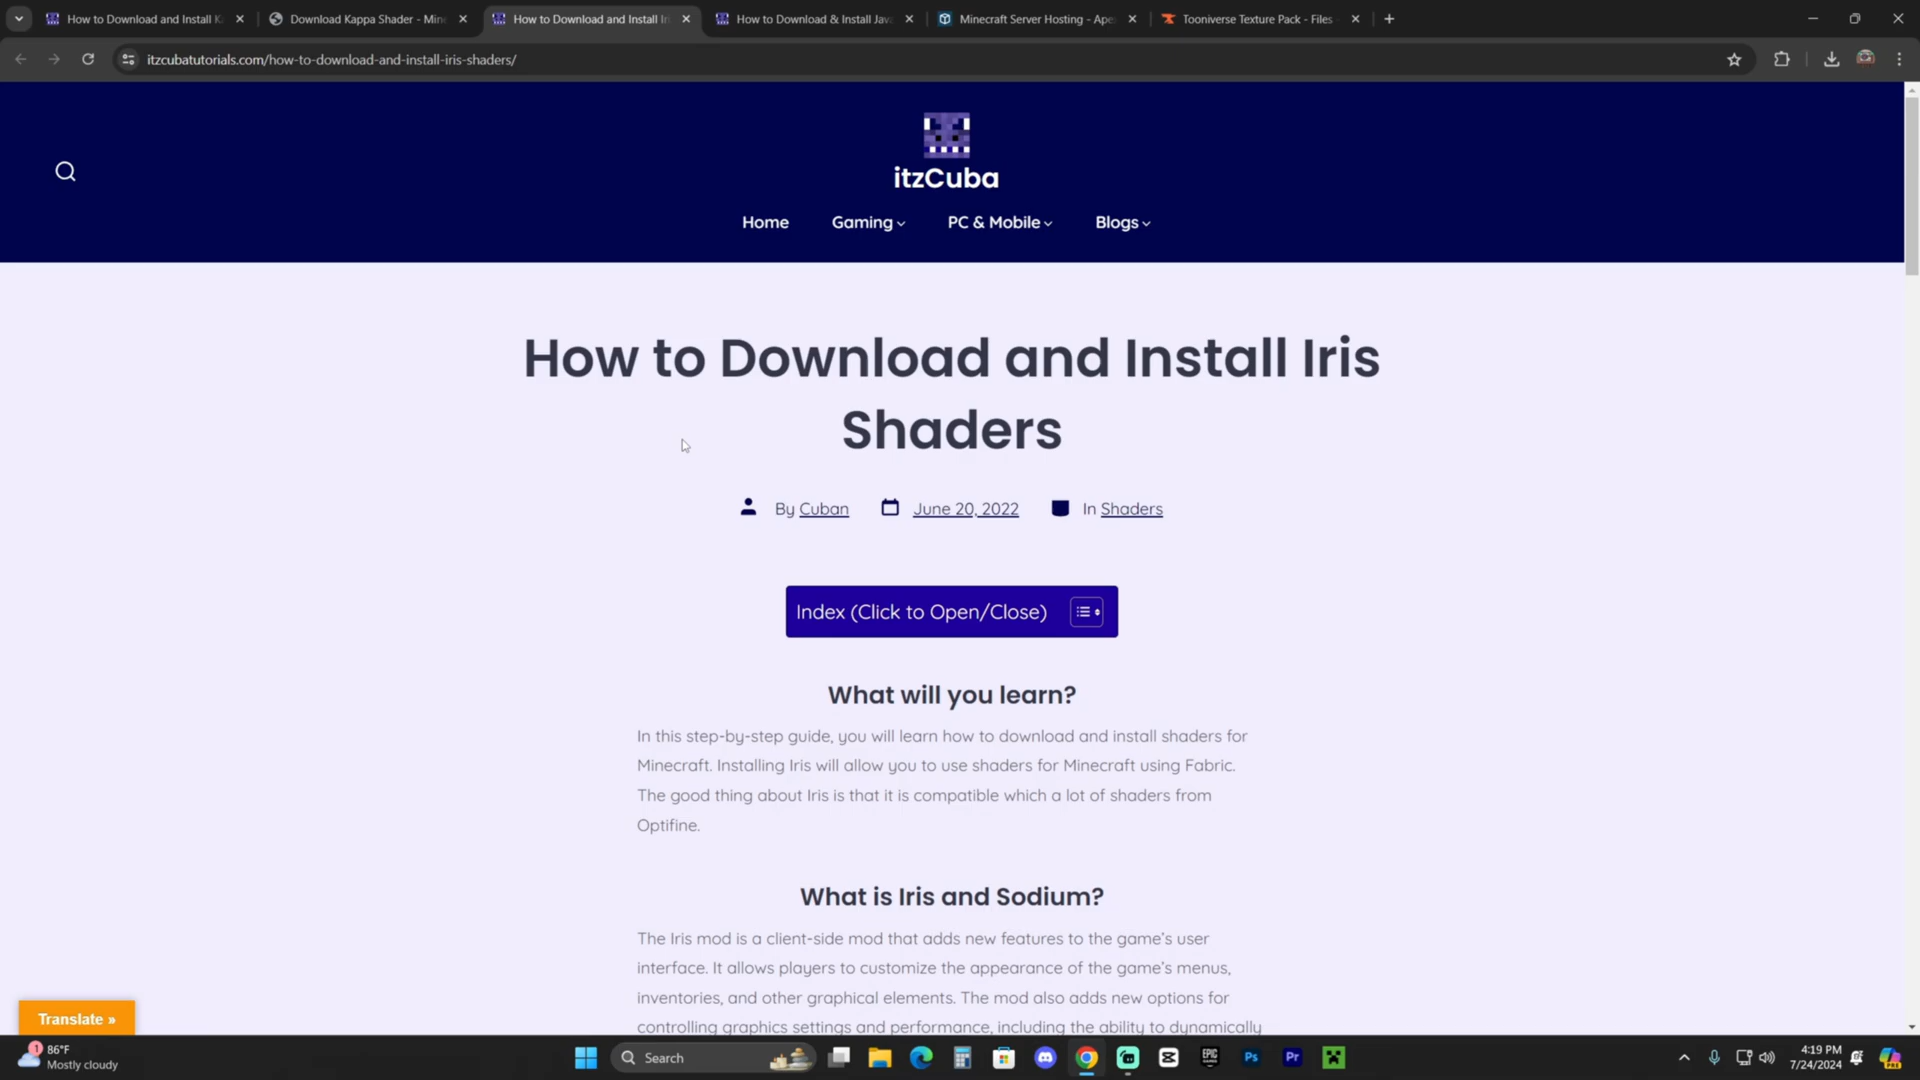 How to Download and Install K
Download Kappa Shader - Mine
How to Download and Install Iri
How to Download & Install Java
Minecraft Server Hosting - Ape
Tooniverse Texture Pack - Files
itzcubatutorials.com/how-to-download-and-install-iris-shaders/
itzCuba
Home
Gaming
PC & Mobile
Blogs
How to Download and Install Iris
Shaders
By Cuban
June 20, 2022
In Shaders
Index (Click to Open/Close)
What will you learn?
In this step-by-step guide, you will learn how to download and install shaders for
Minecraft. Installing Iris will allow you to use shaders for Minecraft using Fabric.
The good thing about Iris is that it is compatible which a lot of shaders from
Optifine.
What is Iris and Sodium?
The Iris mod is a client-side mod that adds new features to the game's user
interface. It allows players to customize the appearance of the game's menus,
inventories, and other graphical elements. The mod also adds new options for
controlling graphics settings and performance, including the ability to dynamically
Translate »
1
86°F
Mostly cloudy
Search
EPIC
GAMES
Ps
Pr
PRE
4:19 PM
7/24/2024